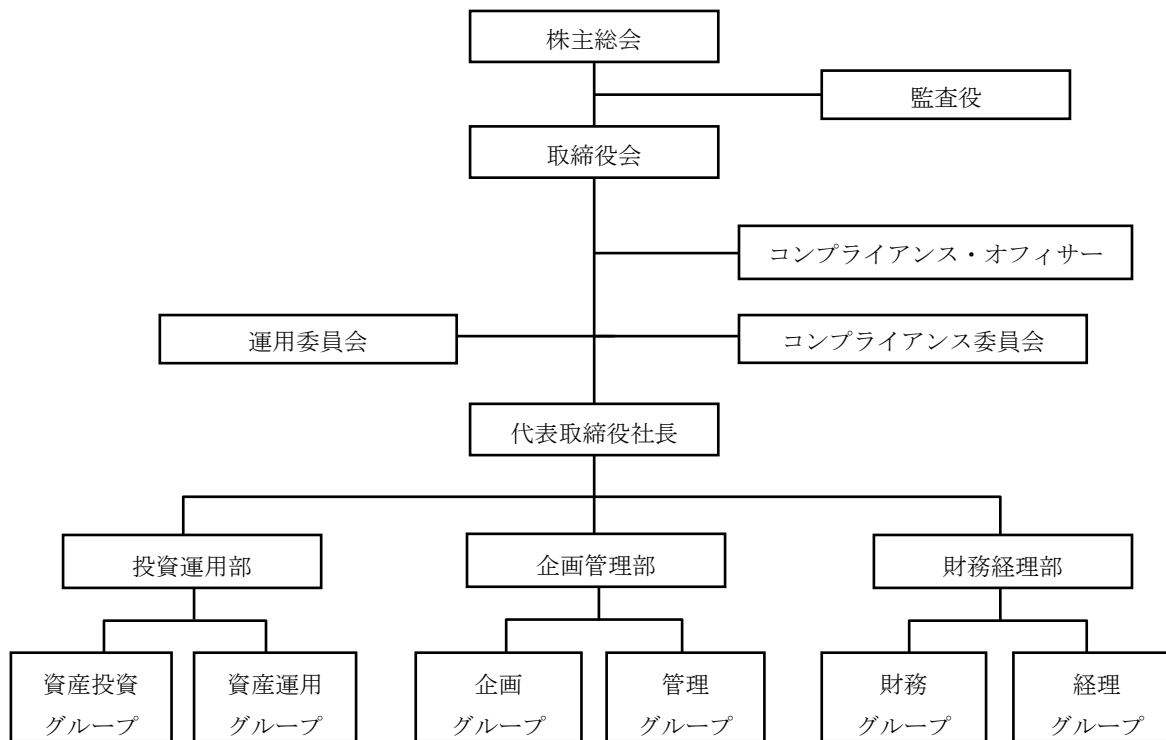 株主総会
監査役
取締役会
コンプライアンス・オフィサー
運用委員会
コンプライアンス委員会
代表取締役社長
投資運用部
企画管理部
財務経理部
資産投資
グループ
資産運用
グループ
企画
グループ
管理
グループ
財務
グループ
経理
グループ